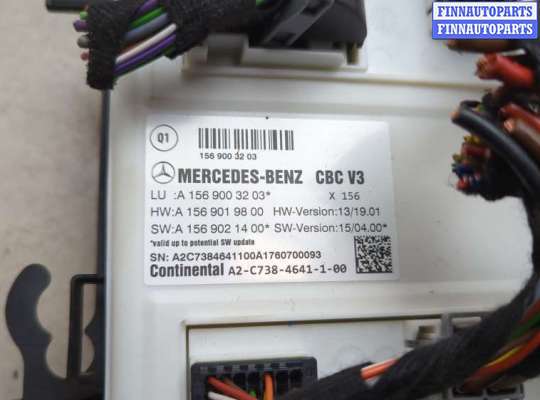 FINNAUTOPARTS
FINNAUTOPARTS
Q1
156 900 32 03
MERCEDES-BENZ CBC V3
LU :A 156 900 32 03* X 156
HW:A 156 901 98 00 HW-Version:13/19.01
SW:A 156 902 14 00* SW-Version:15/04.00*
*valid up to potential SW update
SN: A2C7384641100A1760700093
Continental A2-C738-4641-1-00